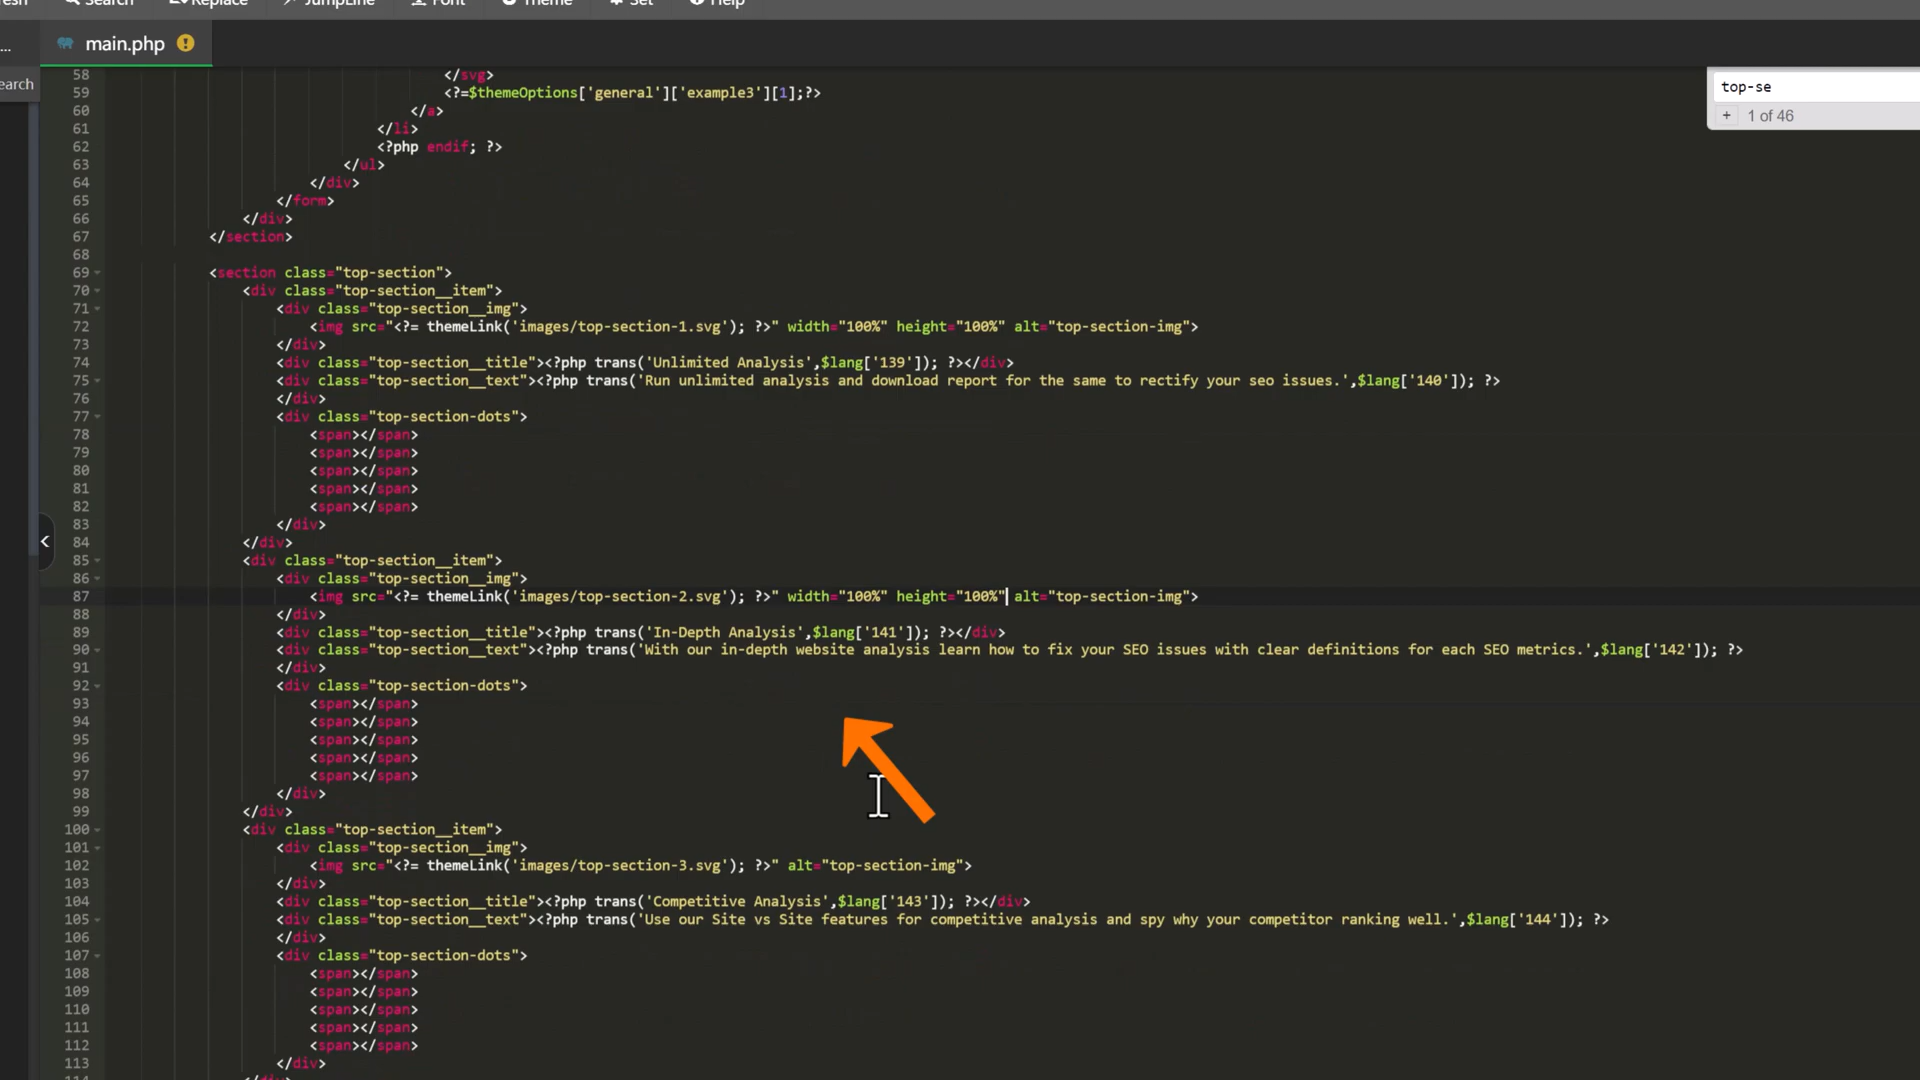 Search Replace JumpLine Font Theme Set Help
main.php
top-se
+ 1 of 46
earch
58 </svg>
59 <?=$themeOptions['general']['example3'][1];?>
60 </a>
61 </li>
62 <?php endif; ?>
63 </ul>
64 </div>
65 </form>
66 </div>
67 </section>
68
69 <section class="top-section">
70 <div class="top-section__item">
71 <div class="top-section__img">
72 <img src="<?= themeLink('images/top-section-1.svg'); ?>" width="100%" height="100%" alt="top-section-img">
73 </div>
74 <div class="top-section__title"><?php trans('Unlimited Analysis',$lang['139']); ?></div>
75 <div class="top-section__text"><?php trans('Run unlimited analysis and download report for the same to rectify your seo issues.',$lang['140']); ?>
76 </div>
77 <div class="top-section-dots">
78 <span></span>
79 <span></span>
80 <span></span>
81 <span></span>
82 <span></span>
83 </div>
84 </div>
85 <div class="top-section__item">
86 <div class="top-section__img">
87 <img src="<?= themeLink('images/top-section-2.svg'); ?>" width="100%" height="100%" alt="top-section-img">
88 </div>
89 <div class="top-section__title"><?php trans('In-Depth Analysis',$lang['141']); ?></div>
90 <div class="top-section__text"><?php trans('With our in-depth website analysis learn how to fix your SEO issues with clear definitions for each SEO metrics.',$lang['142']); ?>
91 </div>
92 <div class="top-section-dots">
93 <span></span>
94 <span></span>
95 <span></span>
96 <span></span>
97 <span></span>
98 </div>
99 </div>
100 <div class="top-section__item">
101 <div class="top-section__img">
102 <img src="<?= themeLink('images/top-section-3.svg'); ?>" alt="top-section-img">
103 </div>
104 <div class="top-section__title"><?php trans('Competitive Analysis',$lang['143']); ?></div>
105 <div class="top-section__text"><?php trans('Use our Site vs Site features for competitive analysis and spy why your competitor ranking well.',$lang['144']); ?>
106 </div>
107 <div class="top-section-dots">
108 <span></span>
109 <span></span>
110 <span></span>
111 <span></span>
112 <span></span>
113 </div>